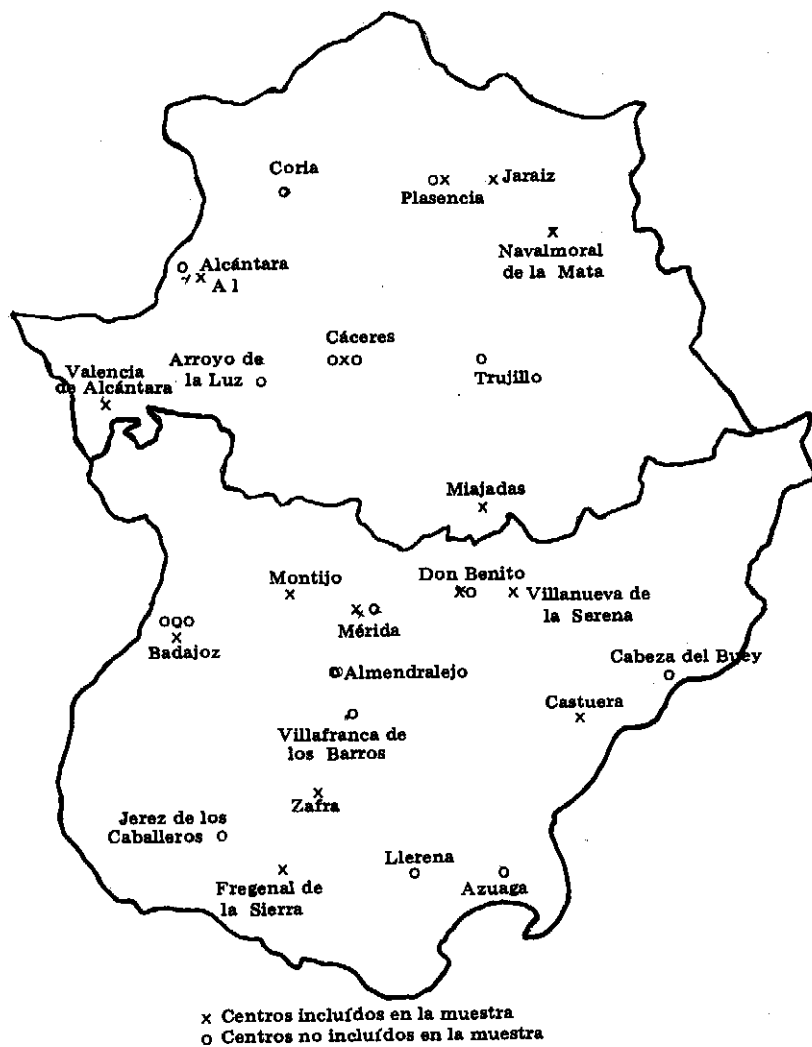 Coria
Plasencia
Jaraiz
Navalmoral
de la Mata
Alcántara
A 1
Cáceres
Arroyo de
la Luz
Trujillo
Valencia
de Alcántara
Miajadas
Montijo
Don Benito
Villanueva de
la Serena
Mérida
Badajoz
Almendralejo
Cabeza del Buey
Castuera
Villafranca de
los Barros
Zafra
Jerez de los
Caballeros
Llerena
Azuaga
Fregenal de
la Sierra
x Centros incluídos en la muestra
o Centros no incluídos en la muestra